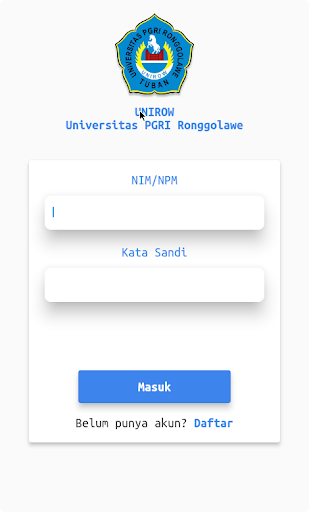 UNIVERSITAS PGRI RONGGOLAWE
UNIROW
TUBAN
UNIROW
Universitas PGRI Ronggolawe
NIM/NPM
Kata Sandi
Masuk
Belum punya akun? Daftar